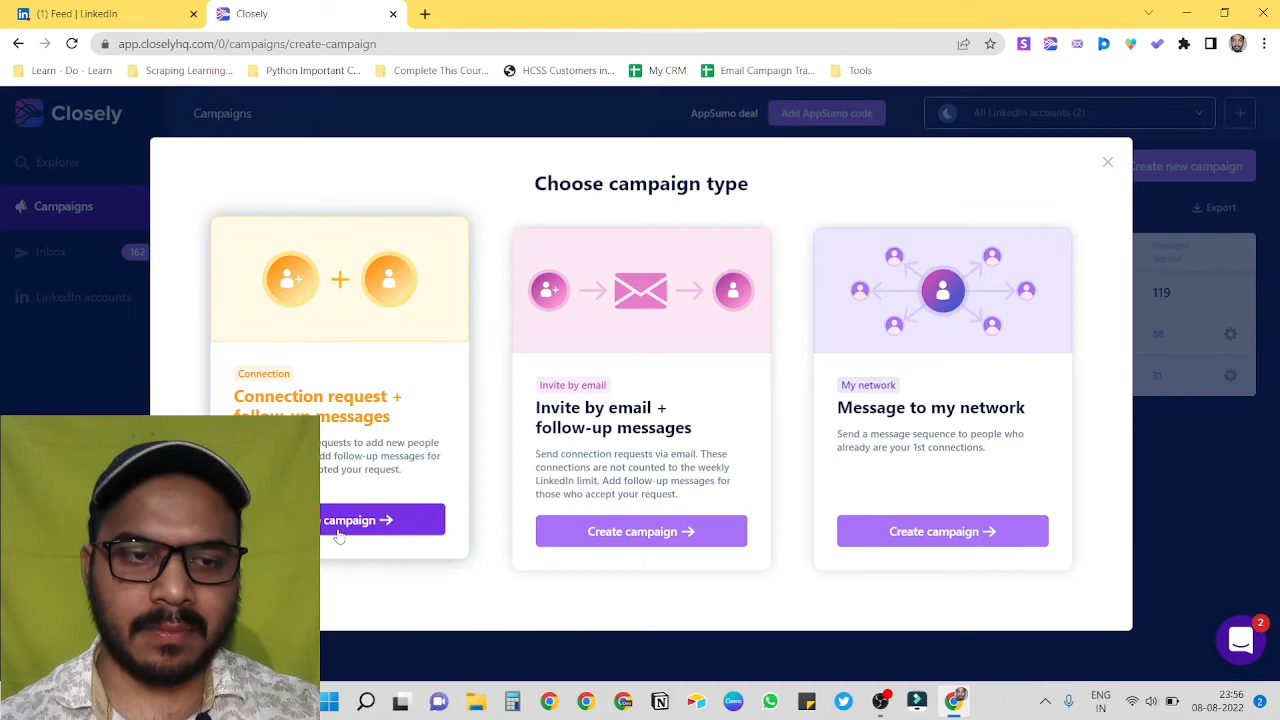 (1) Feed
Closely
app.closelyhq.com/0/campaigns/create-campaign
Learn - Do - Learn
Scraping Learning...
Python Important C...
Complete The Cour...
HCSS Customers in...
My CRM
Email Campaign Tra...
Tools
Closely
Campaigns
AppSumo deal
Add AppSumo code
All LinkedIn accounts (2)
Explorer
Campaigns
Inbox
162
LinkedIn accounts
Create new campaign
Export
119
88
31
Choose campaign type
Connection
Connection request +
follow-up messages
quests to add new people
dd follow-up messages for
pted your request.
campaign
Invite by email
Invite by email +
follow-up messages
Send connection requests via email. These
connections are not counted to the weekly
LinkedIn limit. Add follow-up messages for
those who accept your request.
Create campaign
My network
Message to my network
Send a message sequence to people who
already are your 1st connections.
Create campaign
2
ENG
IN
23:56
08-08-2022